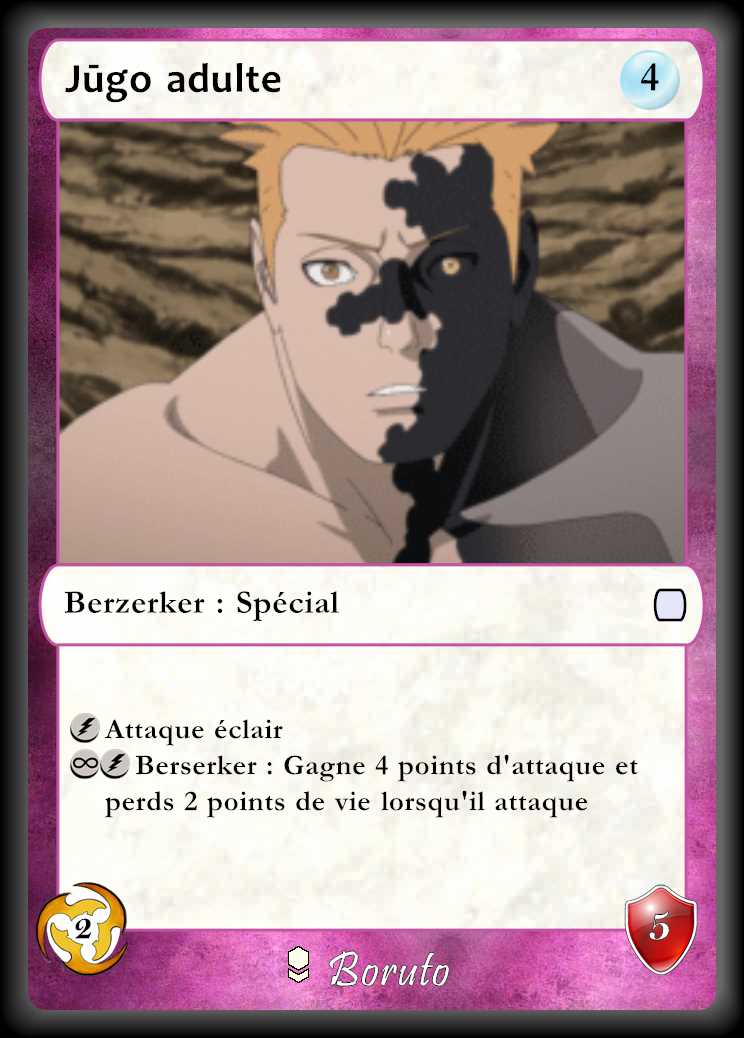 Jūgo adulte
4
Berzerker : Spécial
Attaque éclair
Berserker : Gagne 4 points d'attaque et
perds 2 points de vie lorsqu'il attaque
2
5
Boruto